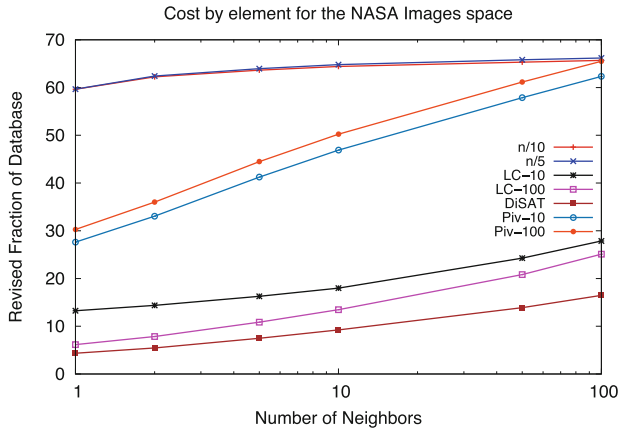 Cost by element for the NASA Images space
Revised Fraction of Database
70
60
50
40
30
20
10
0
n/10
n/5
LC-10
LC-100
DiSAT
Piv-10
Piv-100
1 10 100
Number of Neighbors